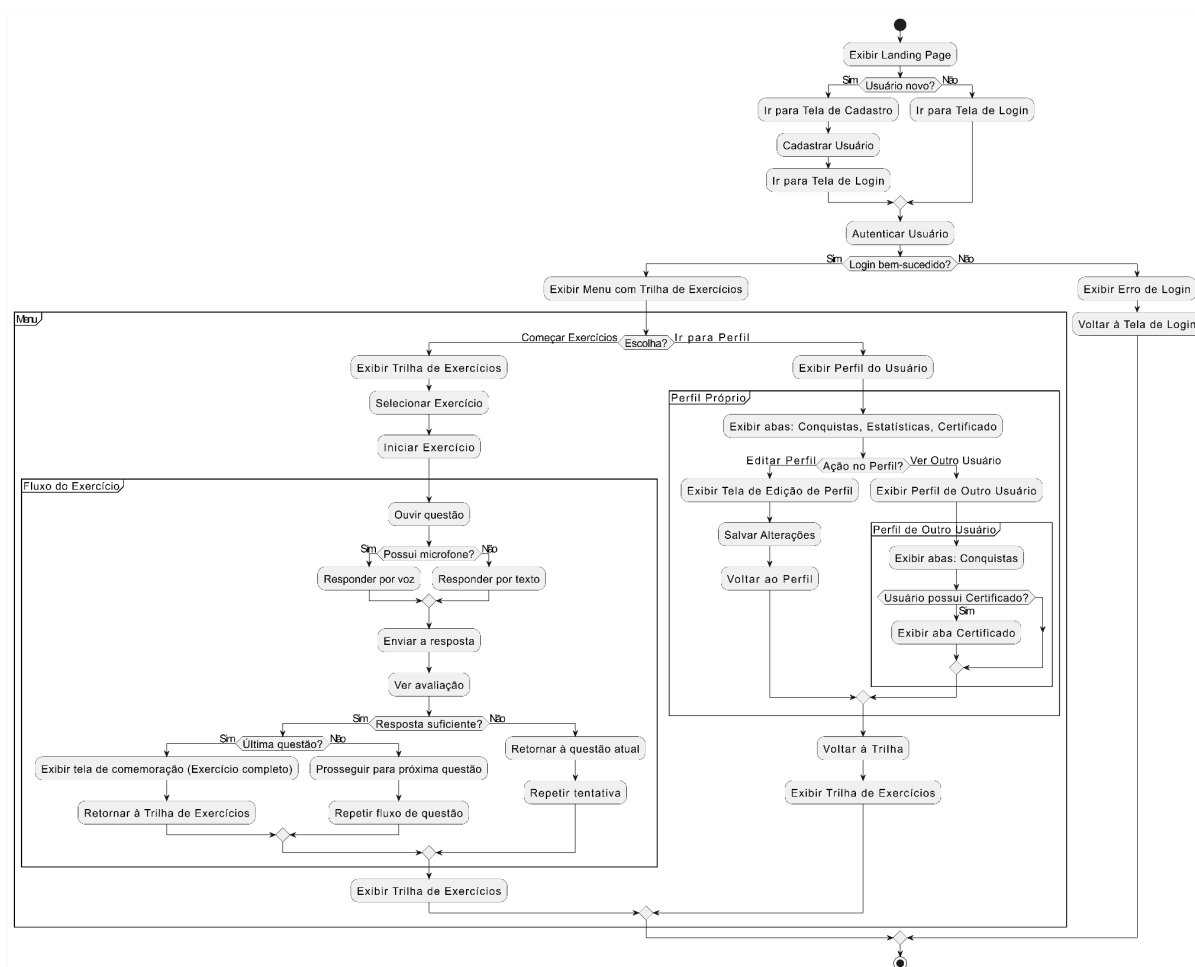 Exibir Landing Page
Sim
Usuário novo?
Não
Ir para Tela de Cadastro
Ir para Tela de Login
Cadastrar Usuário
Ir para Tela de Login
Autenticar Usuário
Sim
Login bem-sucedido?
Não
Exibir Menu com Trilha de Exercícios
Exibir Erro de Login
Voltar à Tela de Login
Menu
Começar Exercícios
Escolha?
Ir para Perfil
Exibir Trilha de Exercícios
Selecionar Exercício
Iniciar Exercício
Fluxo do Exercício
Ouvir questão
Sim
Possui microfone?
Não
Responder por voz
Responder por texto
Enviar a resposta
Ver avaliação
Sim
Resposta suficiente?
Não
Sim
Última questão?
Não
Exibir tela de comemoração (Exercício completo)
Prosseguir para próxima questão
Retornar à Trilha de Exercícios
Repetir fluxo de questão
Retornar à questão atual
Repetir tentativa
Exibir Trilha de Exercícios
Exibir Perfil do Usuário
Perfil Próprio
Exibir abas: Conquistas, Estatísticas, Certificado
Editar Perfil
Ação no Perfil?
Ver Outro Usuário
Exibir Tela de Edição de Perfil
Salvar Alterações
Voltar ao Perfil
Exibir Perfil de Outro Usuário
Perfil de Outro Usuário
Exibir abas: Conquistas
Usuário possui Certificado?
Sim
Exibir aba Certificado
Voltar à Trilha
Exibir Trilha de Exercícios